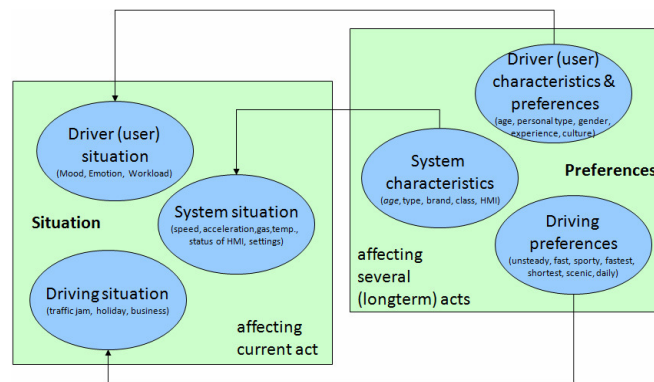 Driver (user)
situation
(Mood, Emotion, Workload)
Situation
System situation
(speed, acceleration,gas,temp.,
status of HMI, settings)
Driving situation
(traffic jam, holiday, business)
affecting
current act
Driver (user)
characteristics &
preferences
(age, personal type, gender,
experience, culture)
System
characteristics
(age, type, brand, class, HMI)
Preferences
Driving
preferences
(unsteady, fast, sporty, fastest,
shortest, scenic, daily)
affecting
several
(longterm) acts